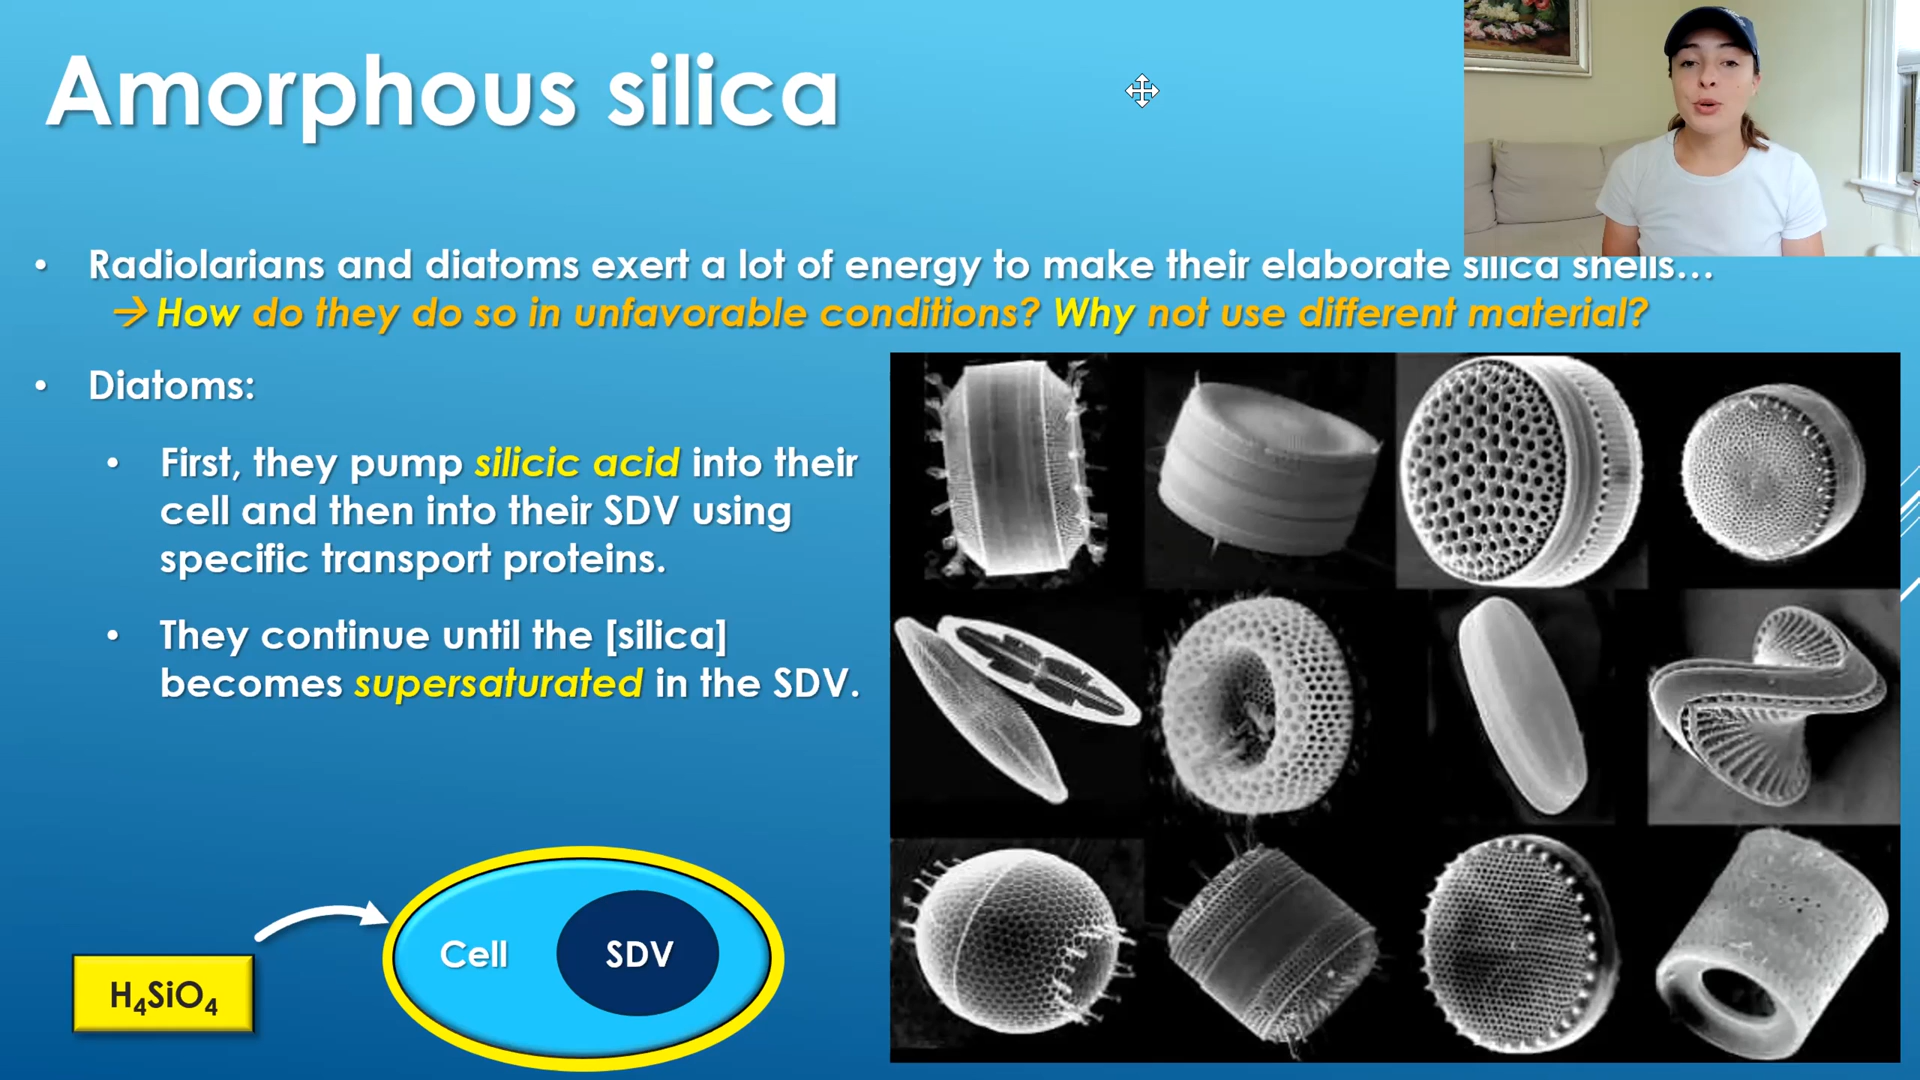 Amorphous silica
• Radiolarians and diatoms exert a lot of energy to make their elaborate silica shells...
→ How do they do so in unfavorable conditions? Why not use different material?
• Diatoms:
• First, they pump silicic acid into their
cell and then into their SDV using
specific transport proteins.
• They continue until the [silica]
becomes supersaturated in the SDV.
H₄SiO₄
Cell
SDV